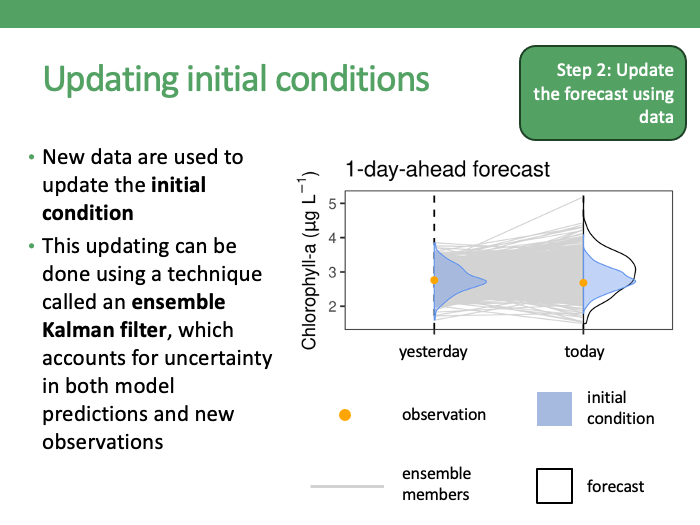 Updating initial conditions
Step 2: Update
the forecast using
data
• New data are used to
update the initial
condition
• This updating can be
done using a technique
called an ensemble
Kalman filter, which
accounts for uncertainty
in both model
predictions and new
observations
1-day-ahead forecast
Chlorophyll-a (µg L⁻¹)
5
4
3
2
yesterday
today
observation
initial
condition
ensemble
members
forecast